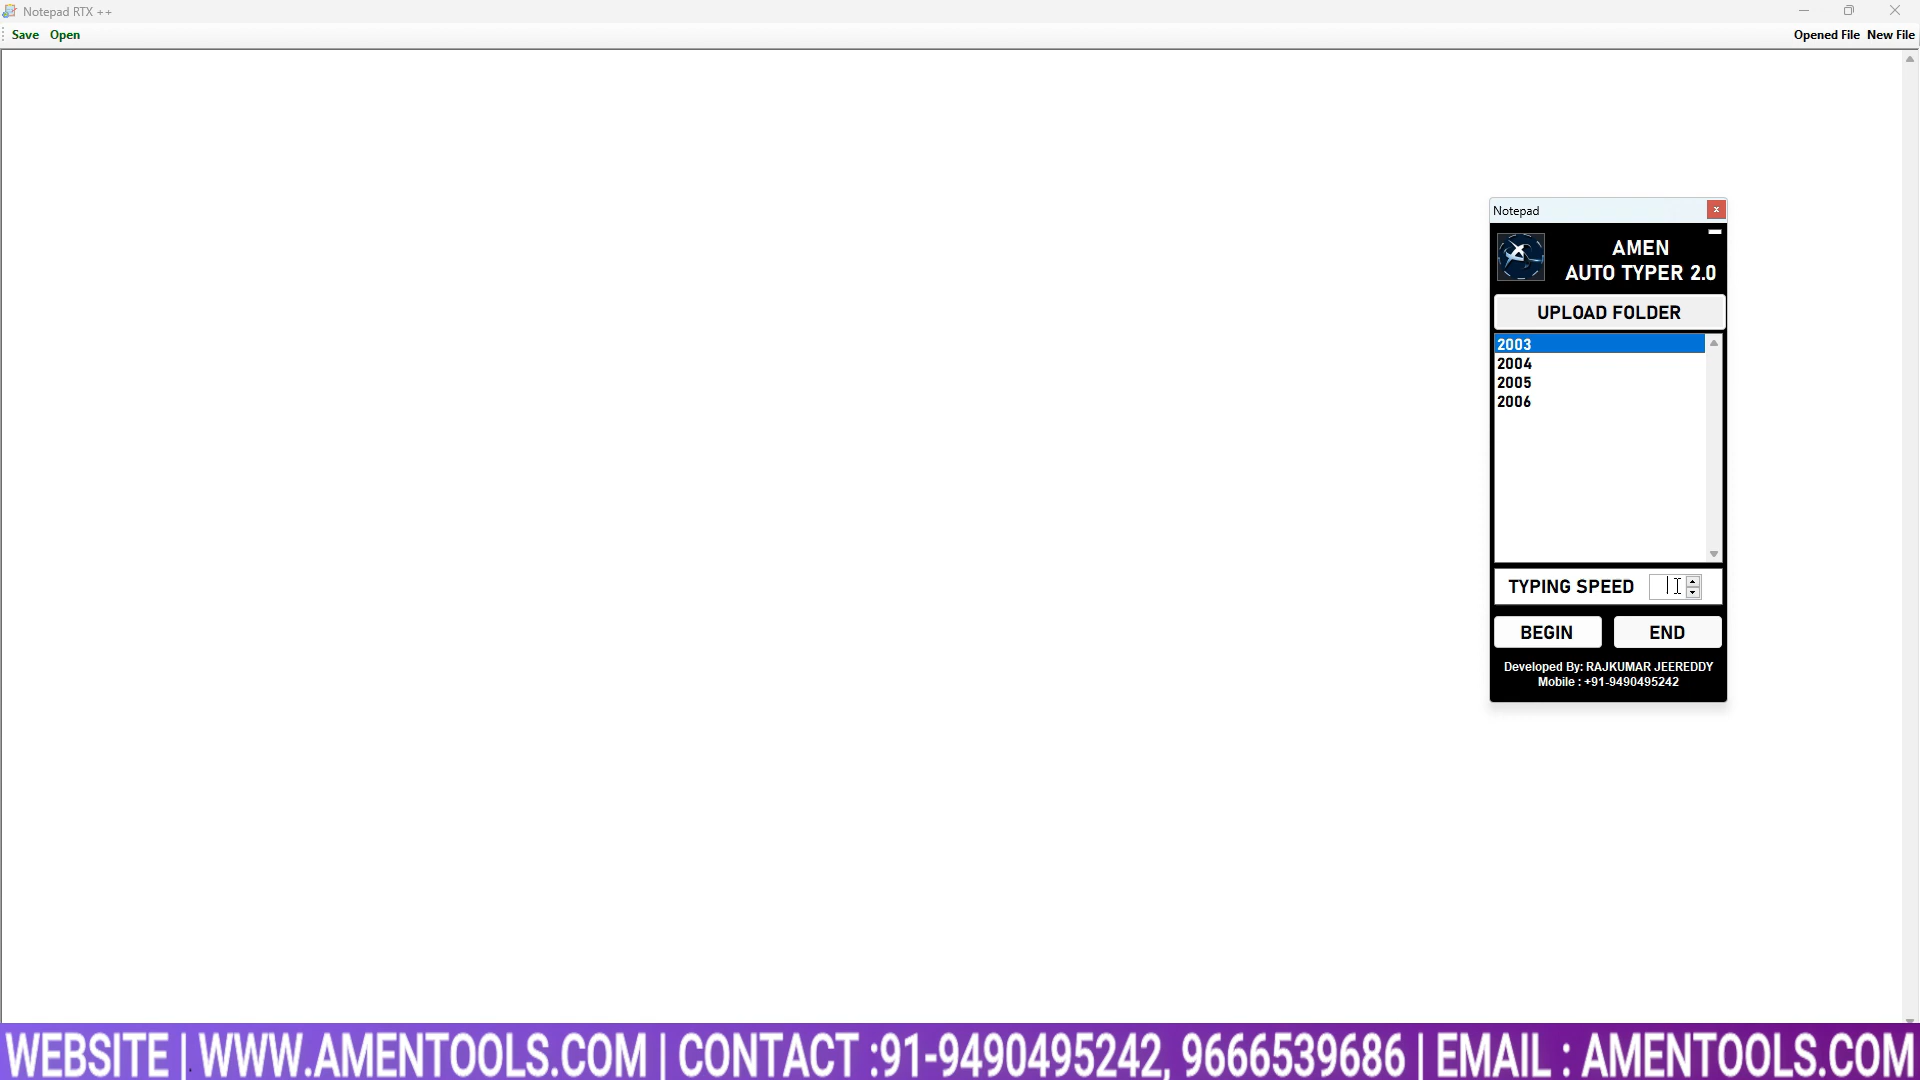 Notepad RTX ++
Save Open
Opened File New File
Notepad
AMEN
AUTO TYPER 2.0
UPLOAD FOLDER
2003
2004
2005
2006
TYPING SPEED
BEGIN END
Developed By: RAJKUMAR JEEREDDY
Mobile : +91-9490495242
WEBSITE | WWW.AMENTOOLS.COM | CONTACT :91-9490495242, 9666539686 | EMAIL : AMENTOOLS.COM